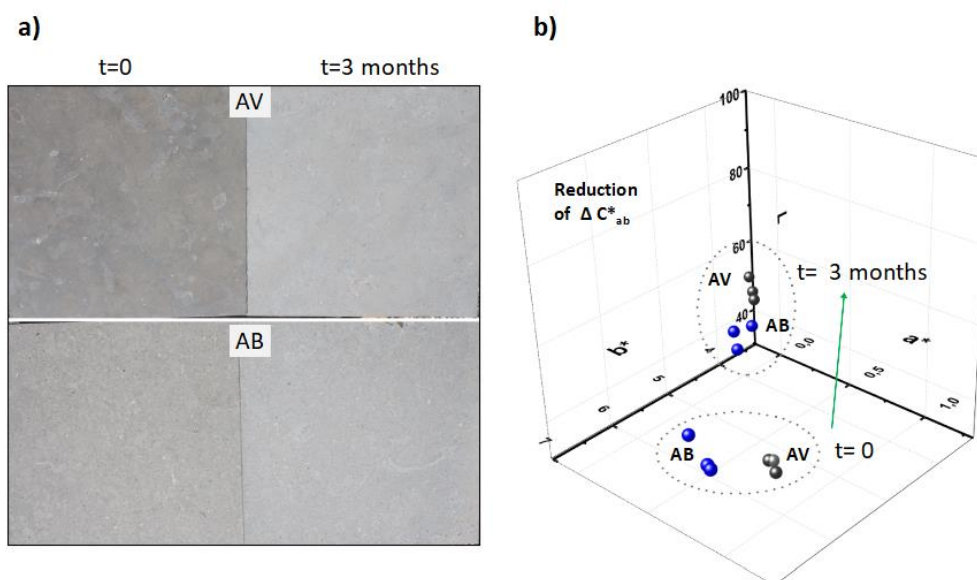 a)
t=0
t=3 months
AV
AB
b)
Reduction
of Δ C*ab
100
80
60
40
L
AV
t= 3 months
AB
b*
a*
0,0
0,5
1,0
4
5
6
7
AB
AV
t= 0